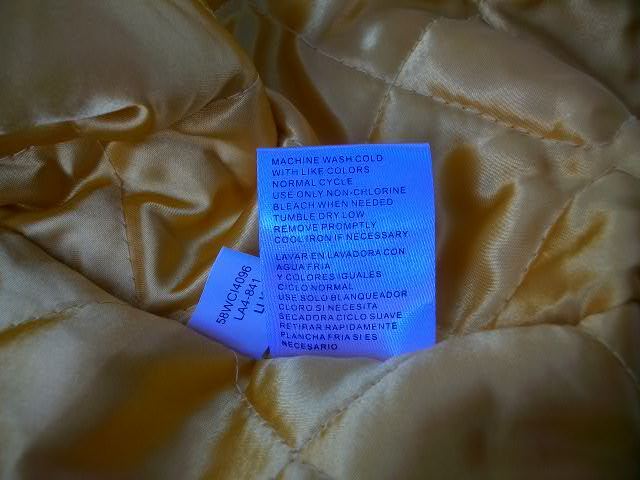 MACHINE WASH COLD
WITH LIKE COLORS
NORMAL CYCLE
USE ONLY NON-CHLORINE
BLEACH WHEN NEEDED
TUMBLE DRY LOW
REMOVE PROMPTLY
COOL IRON IF NECESSARY
LAVAR EN LAVADORA CON
AGUA FRIA
Y COLORES IGUALES
CICLO NORMAL
USE SOLO BLANQUEADOR
CLORO SI NECESITA
SECADORA CICLO SUAVE
RETIRAR RAPIDAMENTE
PLANCHA FRIA SI ES
NECESARIO
58WCI4096
LA4-841